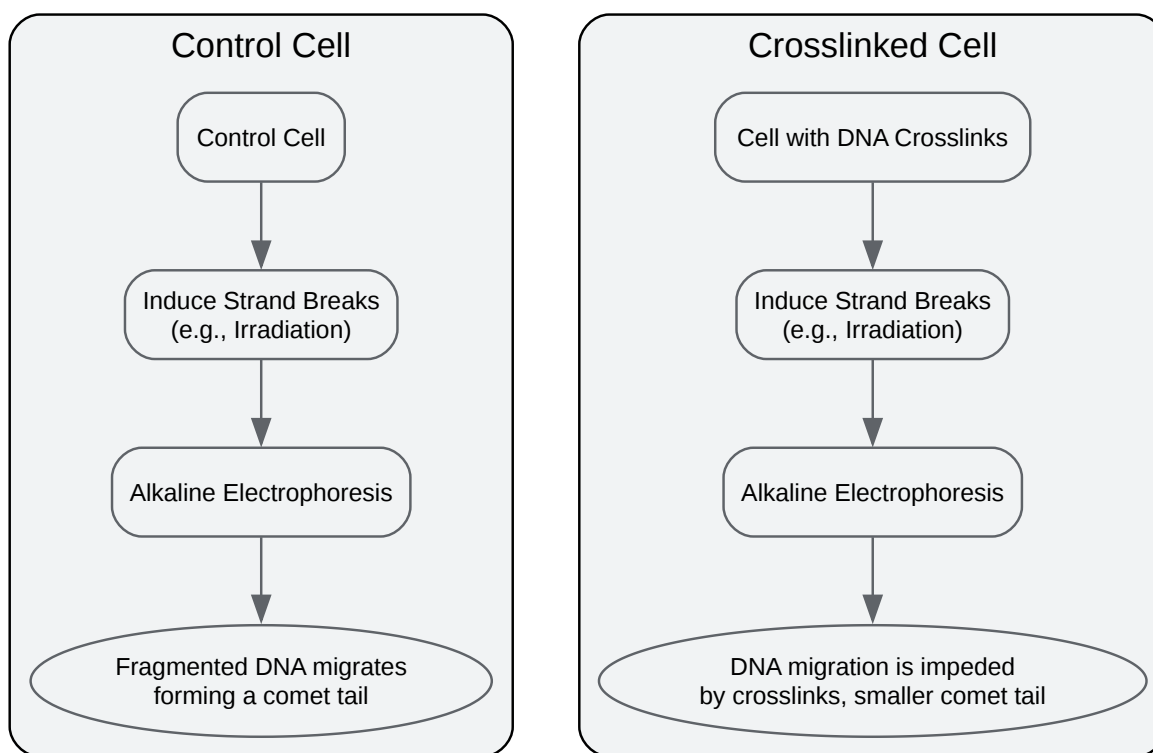 Control Cell
Control Cell
Induce Strand Breaks
(e.g., Irradiation)
Alkaline Electrophoresis
Fragmented DNA migrates
forming a comet tail
Crosslinked Cell
Cell with DNA Crosslinks
Induce Strand Breaks
(e.g., Irradiation)
Alkaline Electrophoresis
DNA migration is impeded
by crosslinks, smaller comet tail